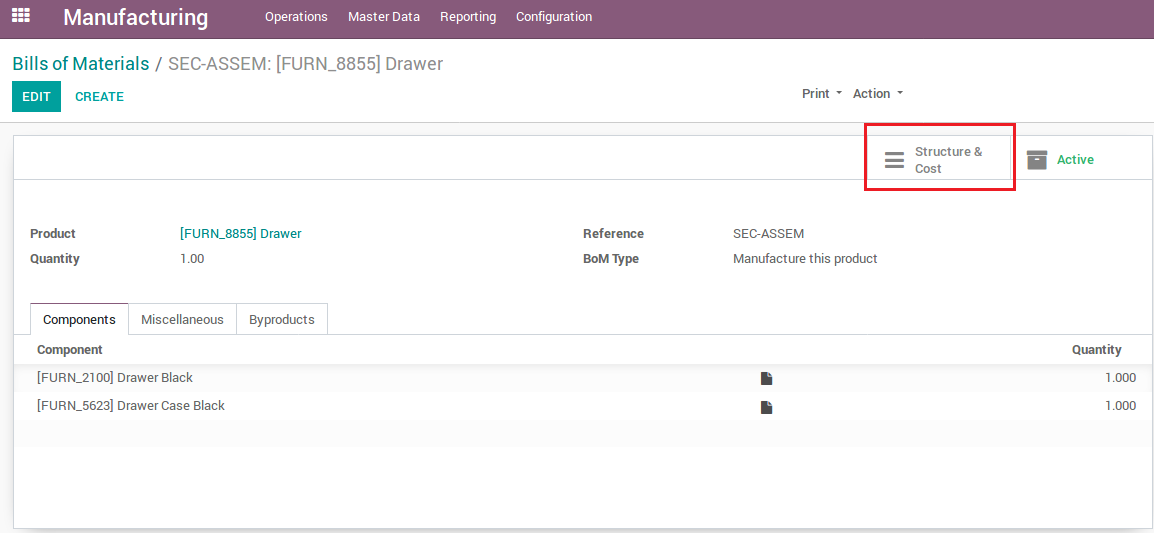 Manufacturing Operations Master Data Reporting Configuration
Bills of Materials / SEC-ASSEM: [FURN_8855] Drawer
EDIT CREATE Print Action
Structure &
Cost
Active
Product [FURN_8855] Drawer Reference SEC-ASSEM
Quantity 1.00 BoM Type Manufacture this product
Components Miscellaneous Byproducts
Component Quantity
[FURN_2100] Drawer Black 1.000
[FURN_5623] Drawer Case Black 1.000